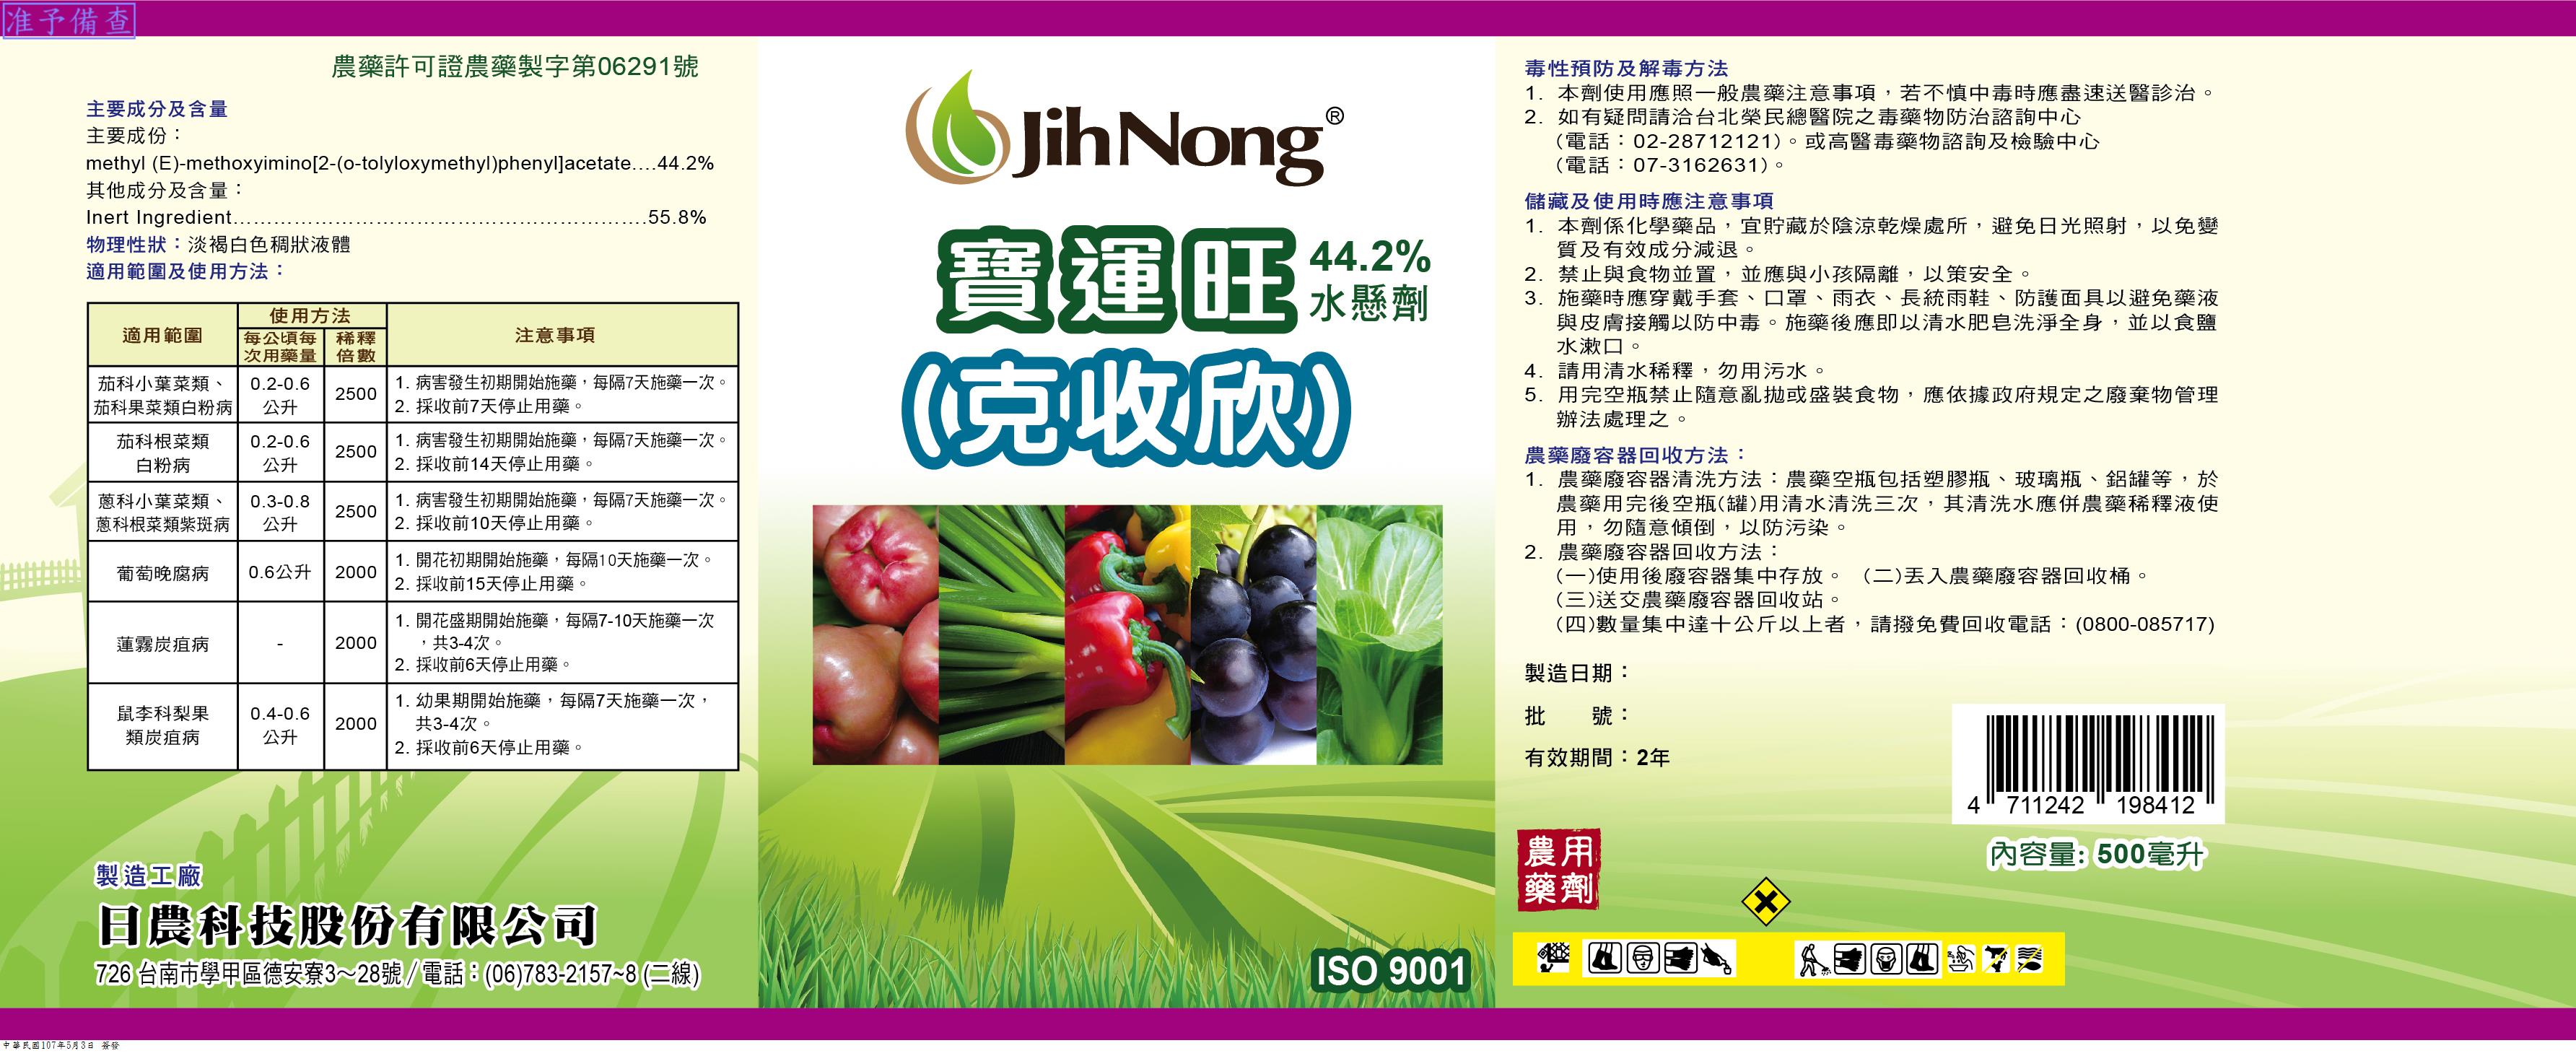 准予備查
農藥許可證農藥製字第06291號
主要成分及含量
主要成份：
methyl (E)-methoxyimino[2-(o-tolyloxymethyl)phenyl]acetate....44.2%
其他成分及含量：
Inert Ingredient......................................................55.8%
物理性狀：淡褐白色稠狀液體
適用範圍及使用方法：
適用範圍 使用方法 注意事項
每公頃每次用藥量 稀釋倍數
茄科小葉菜類、 0.2-0.6 2500 1. 病害發生初期開始施藥，每隔7天施藥一次。
茄科果菜類白粉病 公升 2. 採收前7天停止用藥。
茄科根菜類 0.2-0.6 2500 1. 病害發生初期開始施藥，每隔7天施藥一次。
白粉病 公升 2. 採收前14天停止用藥。
蔥科小葉菜類、 0.3-0.8 2500 1. 病害發生初期開始施藥，每隔7天施藥一次。
蔥科根菜類紫斑病 公升 2. 採收前10天停止用藥。
葡萄晚腐病 0.6公升 2000 1. 開花初期開始施藥，每隔10天施藥一次。
2. 採收前15天停止用藥。
蓮霧炭疽病 - 2000 1. 開花盛期開始施藥，每隔7-10天施藥一次
，共3-4次。
2. 採收前6天停止用藥。
鼠李科梨果 0.4-0.6 2000 1. 幼果期開始施藥，每隔7天施藥一次，
類炭疽病 公升 共3-4次。
2. 採收前6天停止用藥。
製造工廠
日農科技股份有限公司
726 台南市學甲區德安寮3～28號/電話：(06)783-2157~8 (二線)
Jih Nong®
寶運旺 44.2%
水懸劑
(克收欣)
ISO 9001
毒性預防及解毒方法
1. 本劑使用應照一般農藥注意事項，若不慎中毒時應盡速送醫診治。
2. 如有疑問請洽台北榮民總醫院之毒藥物防治諮詢中心
(電話：02-28712121)。或高醫毒藥物諮詢及檢驗中心
(電話：07-3162631)。
儲藏及使用時應注意事項
1. 本劑係化學藥品，宜貯藏於陰涼乾燥處所，避免日光照射，以免變
質及有效成分減退。
2. 禁止與食物並置，並應與小孩隔離，以策安全。
3. 施藥時應穿戴手套、口罩、雨衣、長統雨鞋、防護面具以避免藥液
與皮膚接觸以防中毒。施藥後應即以清水肥皂洗淨全身，並以食鹽
水漱口。
4. 請用清水稀釋，勿用污水。
5. 用完空瓶禁止隨意亂拋或盛裝食物，應依據政府規定之廢棄物管理
辦法處理之。
農藥廢容器回收方法：
1. 農藥廢容器清洗方法：農藥空瓶包括塑膠瓶、玻璃瓶、鋁罐等，於
農藥用完後空瓶(罐)用清水清洗三次，其清洗水應併農藥稀釋液使
用，勿隨意傾倒，以防污染。
2. 農藥廢容器回收方法：
(一)使用後廢容器集中存放。 (二)丟入農藥廢容器回收桶。
(三)送交農藥廢容器回收站。
(四)數量集中達十公斤以上者，請撥免費回收電話：(0800-085717)
製造日期：
批 號：
有效期間：2年
4 711242 198412
內容量: 500毫升
農用
藥劑
中華民國107年5月3日 簽發